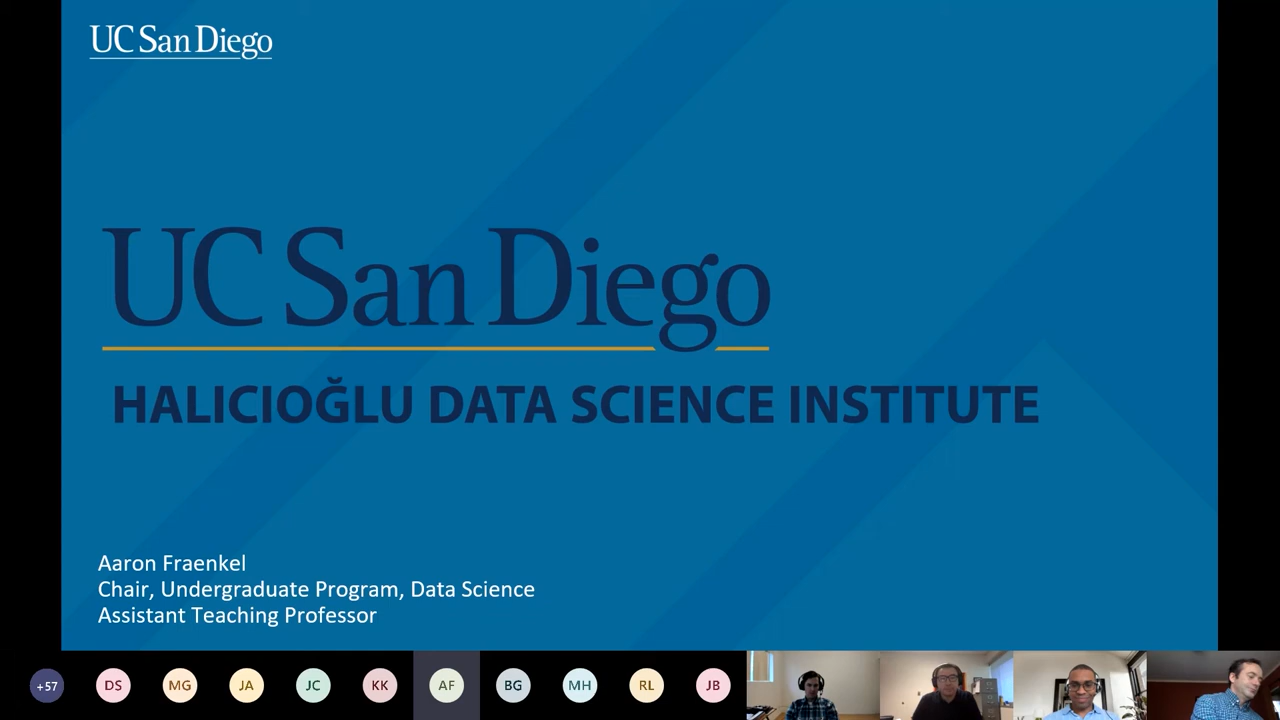 UC San Diego
UC San Diego
HALICIOĞLU DATA SCIENCE INSTITUTE
Aaron Fraenkel
Chair, Undergraduate Program, Data Science
Assistant Teaching Professor
+57 DS MG JA JC KK AF BG MH RL JB